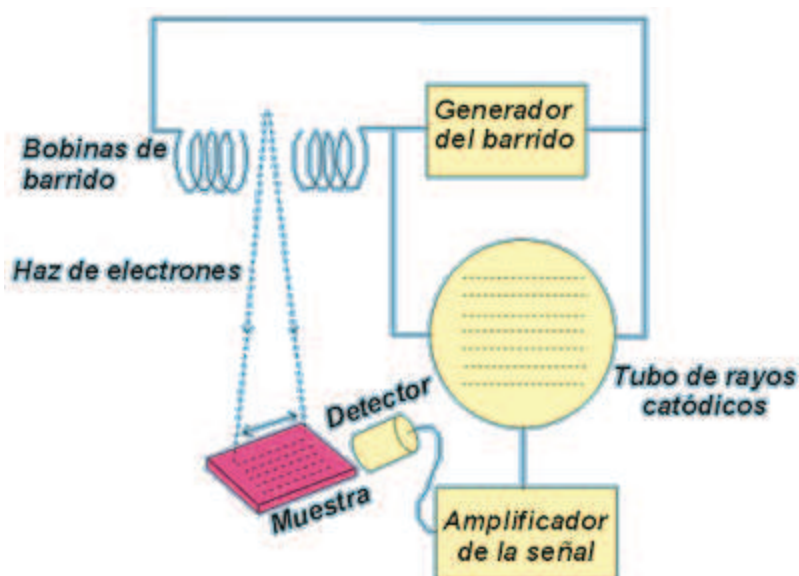 Generador
del barrido
Bobinas de
barrido
Haz de electrones
Tubo de rayos
catódicos
Detector
Muestra
Amplificador
de la señal